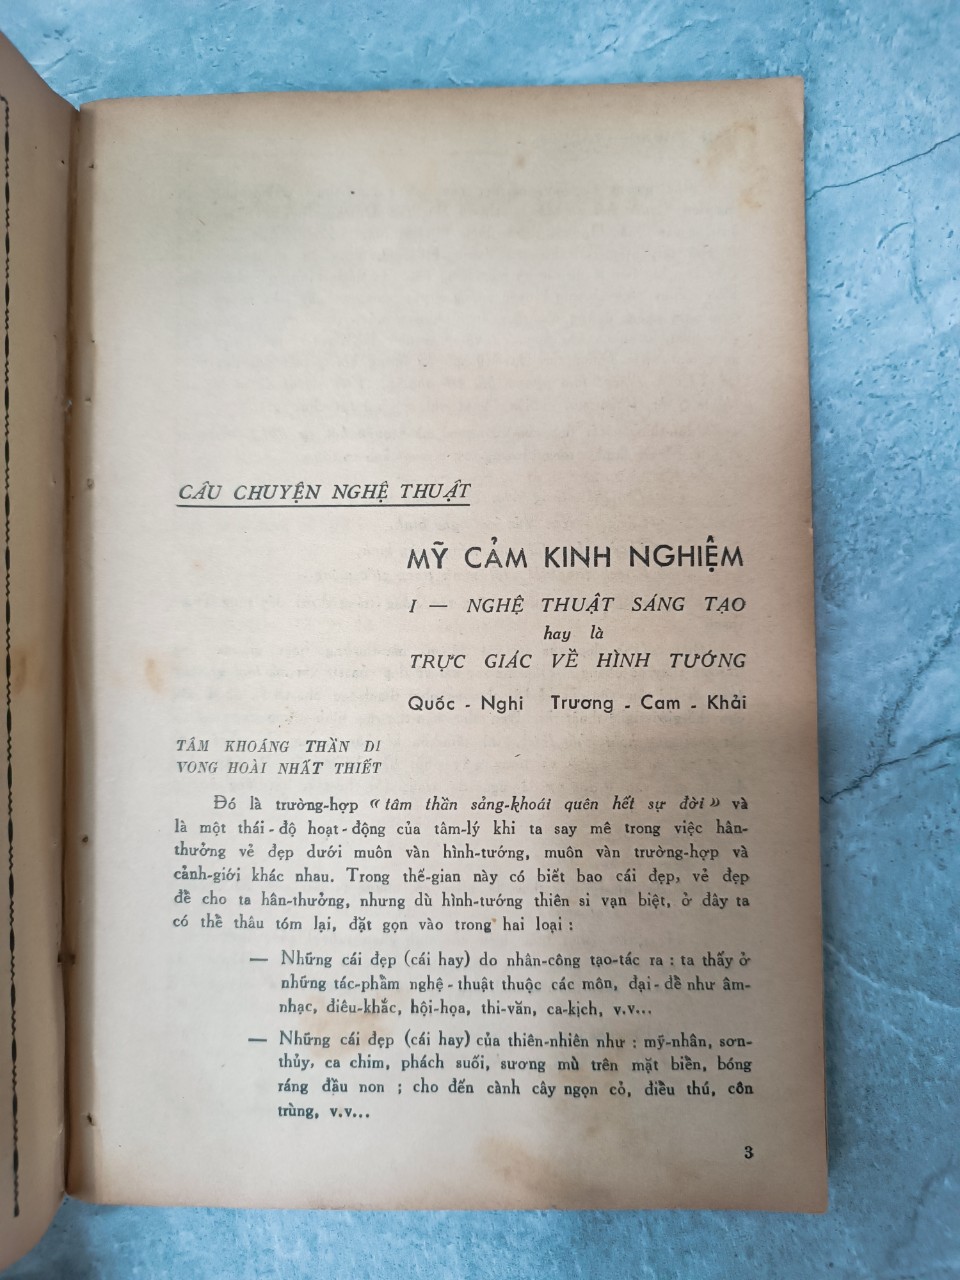 CÂU CHUYỆN NGHỆ THUẬT
MỸ CẢM KINH NGHIỆM
I — NGHỆ THUẬT SÁNG TẠO
hay là
TRỰC GIÁC VỀ HÌNH TƯỚNG
Quốc - Nghi Trương - Cam - Khải
TÂM KHOÁNG THẦN DI
VONG HOÀI NHẤT THIẾT
Đó là trường-hợp « tâm thần sảng-khoái quên hết sự đời » và
là một thái - độ hoạt - động của tâm-lý khi ta say mê trong việc hân-
thưởng vẻ đẹp dưới muôn vàn hình-tướng, muôn vàn trường-hợp và
cảnh-giới khác nhau. Trong thế-gian này có biết bao cái đẹp, vẻ đẹp
để cho ta hân-thưởng, nhưng dù hình-tướng thiên si vạn biệt, ở đây ta
có thể thâu tóm lại, đặt gọn vào trong hai loại :
— Những cái đẹp (cái hay) do nhân-công tạo-tác ra : ta thấy ở
những tác-phẩm nghệ - thuật thuộc các môn, đại - đề như âm-
nhạc, điêu-khắc, hội-họa, thi-văn, ca-kịch, v.v...
— Những cái đẹp (cái hay) của thiên-nhiên như : mỹ-nhân, sơn-
thủy, ca chim, phách suối, sương mù trên mặt biển, bóng
ráng đầu non ; cho đến cành cây ngọn cỏ, điều thú, côn
trùng, v.v...
3